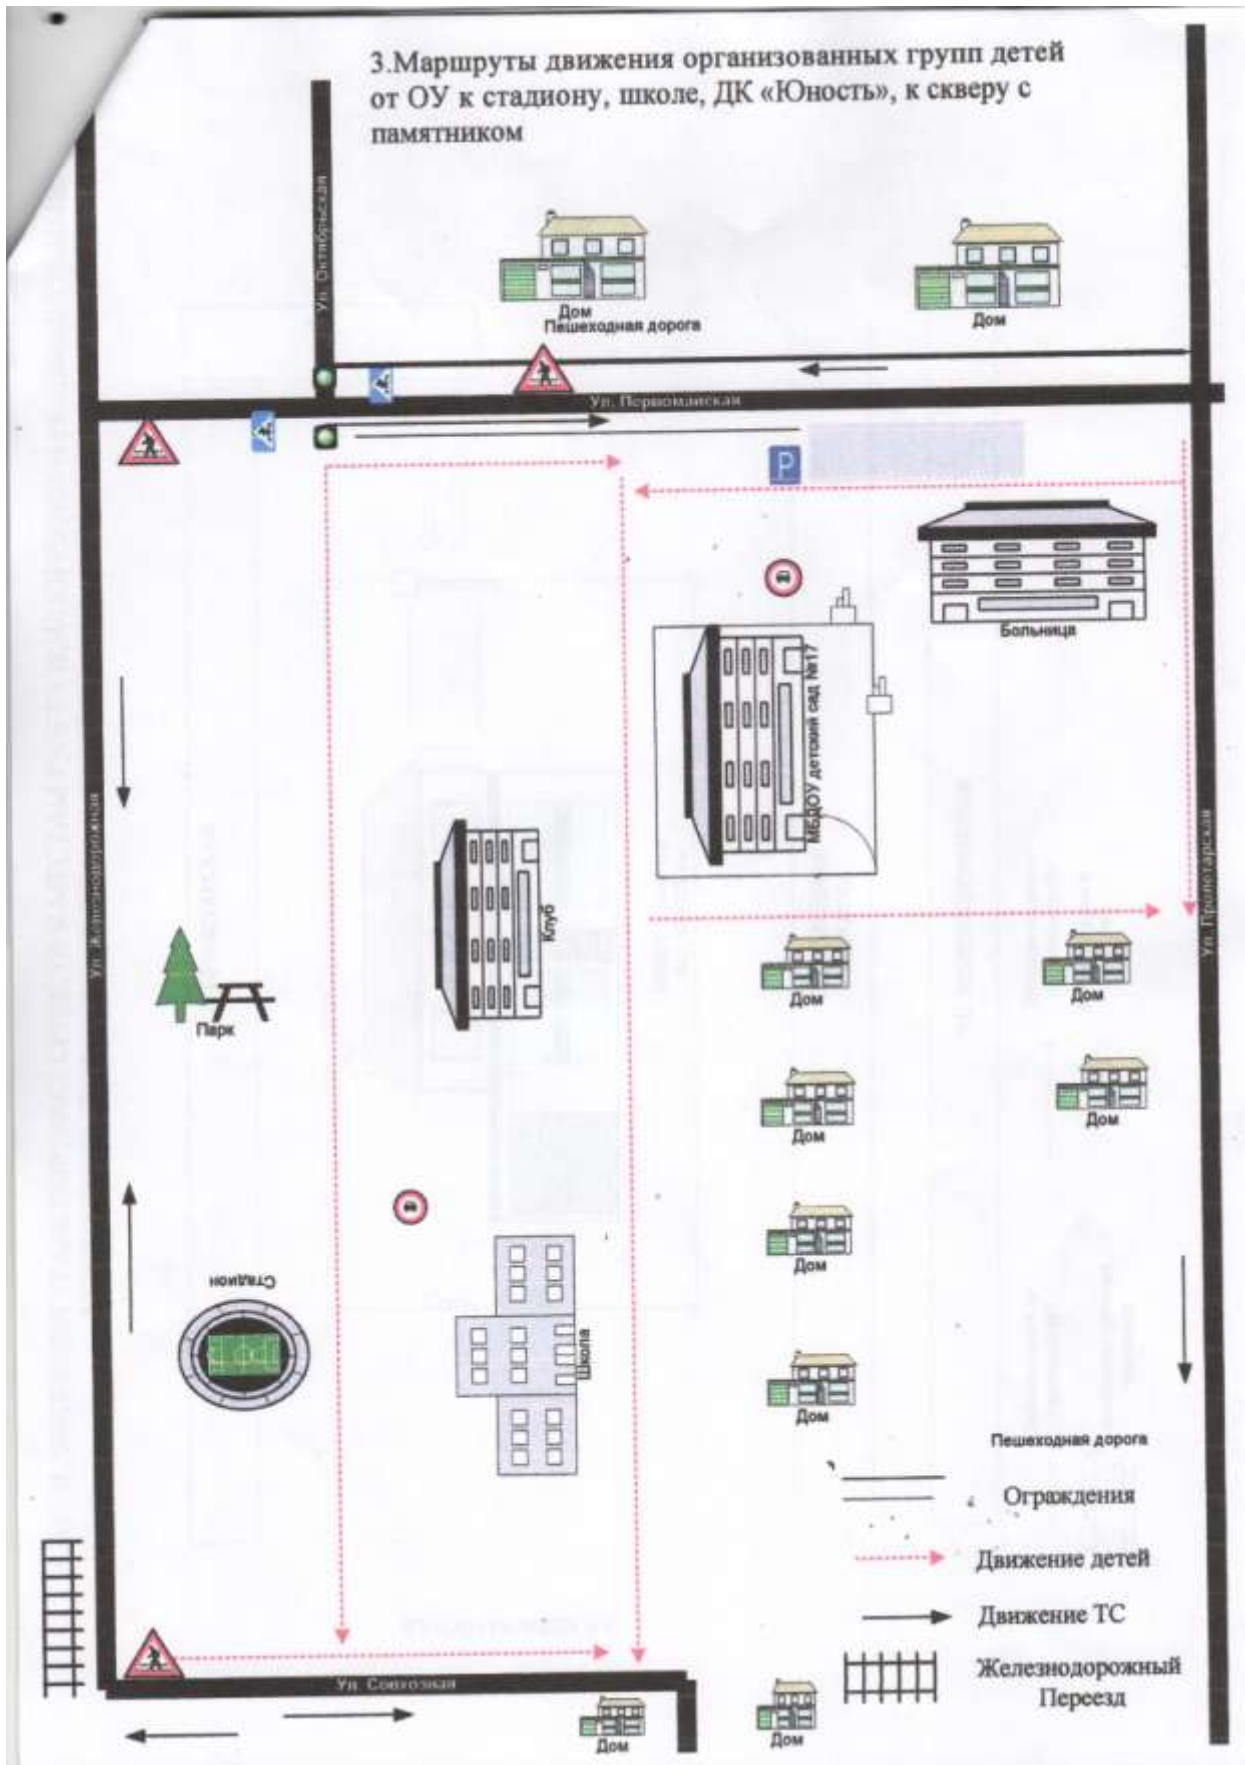 3.Маршруты движения организованных групп детей
от ОУ к стадиону, школе, ДК «Юность», к скверу с
памятником
Ул. Октябрьская
Дом
Пешеходная дорога
Дом
Ул. Первомайская
P
Больница
МБДОУ детский сад №17
Ул. Железнодорожная
Ул. Пролетарская
Клуб
Дом
Дом
Парк
Дом
Дом
Дом
Стадион
Школа
Дом
Пешеходная дорога
Ограждения
Движение детей
Движение ТС
Железнодорожный
Переезд
Ул. Совхозная
Дом
Дом